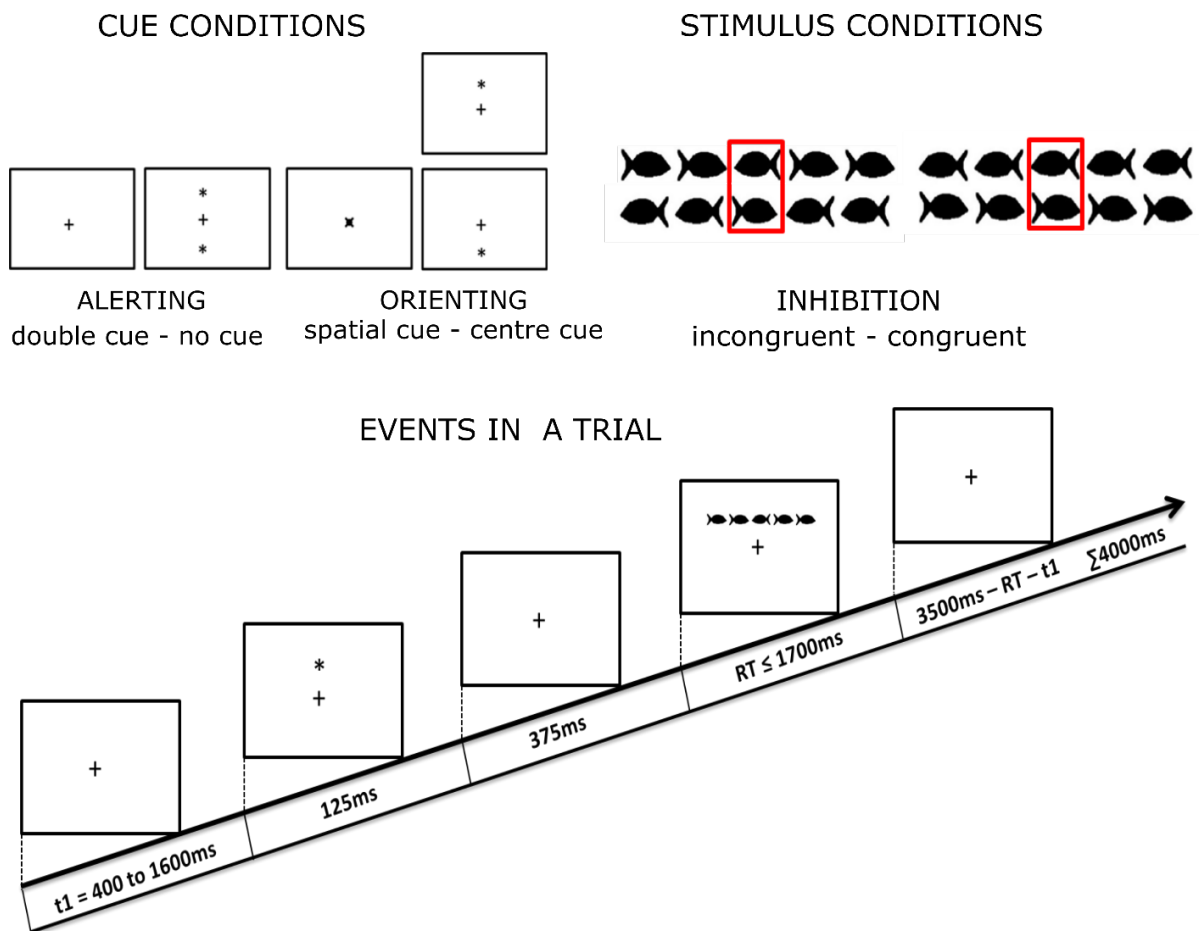 CUE CONDITIONS
STIMULUS CONDITIONS
*
+
+
*
+
*
+
*
ALERTING
double cue - no cue
ORIENTING
spatial cue - centre cue
INHIBITION
incongruent - congruent
EVENTS IN A TRIAL
+
*
+
+
+
+
t1 = 400 to 1600ms
125ms
375ms
RT ≤ 1700ms
3500ms – RT – t1
∑4000ms